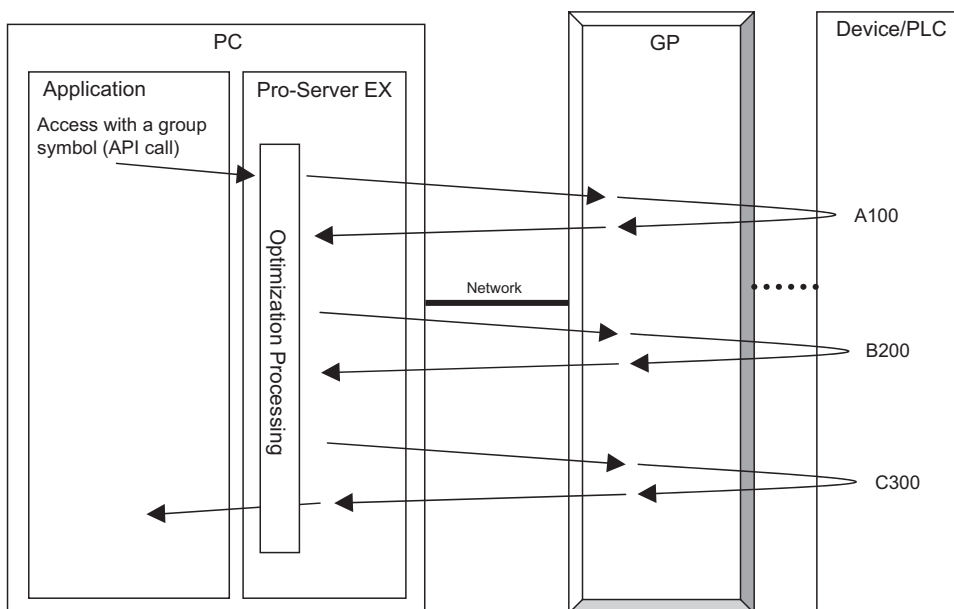 PC
GP
Device/PLC
Application
Pro-Server EX
Access with a group
symbol (API call)
Optimization Processing
A100
Network
B200
C300